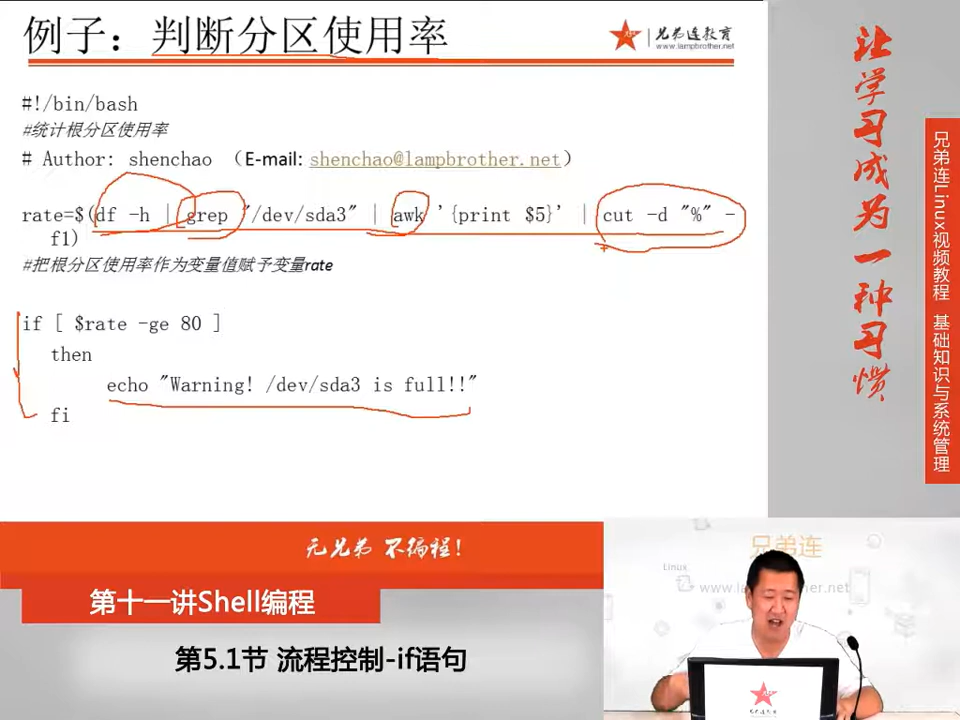 例子：判断分区使用率
兄弟连教育
www.lampbrother.net
#!/bin/bash
#统计根分区使用率
# Author: shenchao （E-mail: shenchao@lampbrother.net）
rate=$(df -h | grep "/dev/sda3" | awk '{print $5}' | cut -d "%" -
f1)
#把根分区使用率作为变量值赋予变量rate
if [ $rate -ge 80 ]
then
echo "Warning! /dev/sda3 is full!!"
fi
让学习成为一种习惯
兄弟连Linux视频教程 基础知识与系统管理
无兄弟 不编程！
第十一讲Shell编程
第5.1节 流程控制-if语句
兄弟连
Linux
兄弟连教育